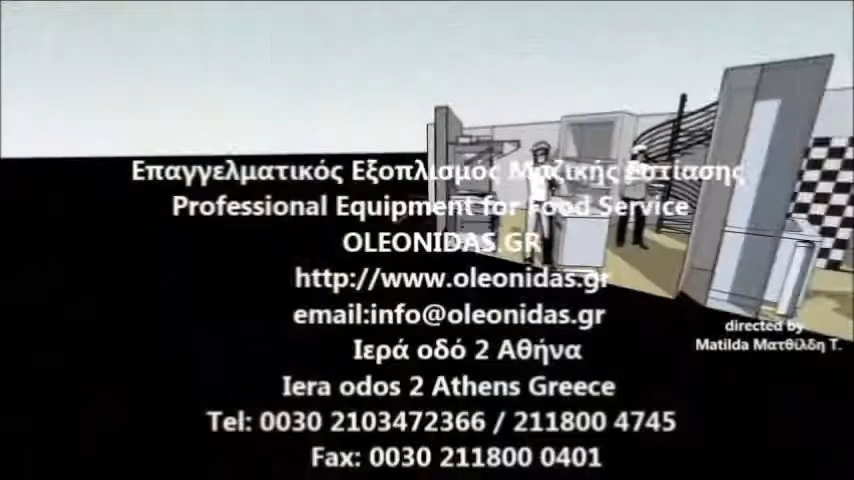 Επαγγελματικός Εξοπλισμός Μαζικής Εστίασης
Professional Equipment for Food Service
OLEONIDAS.GR
http://www.oleonidas.gr
email:info@oleonidas.gr
Ιερά οδό 2 Αθήνα
Iera odos 2 Athens Greece
Tel: 0030 2103472366 / 211800 4745
Fax: 0030 211800 0401
directed by
Matilda Ματθίλδη Τ.